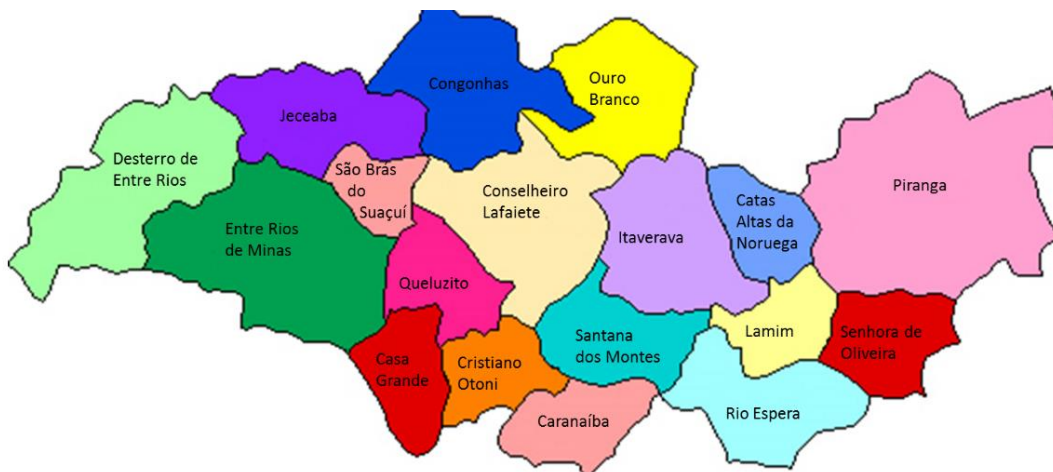 Congonhas
Ouro
Branco
Jeceaba
Desterro de
Entre Rios
São Brás
do
Suaçuí
Conselheiro
Lafaiete
Catas
Altas da
Noruega
Piranga
Entre Rios
de Minas
Itaverava
Queluzito
Santana
dos Montes
Lamim
Senhora de
Oliveira
Casa
Grande
Cristiano
Otoni
Caranaíba
Rio Espera